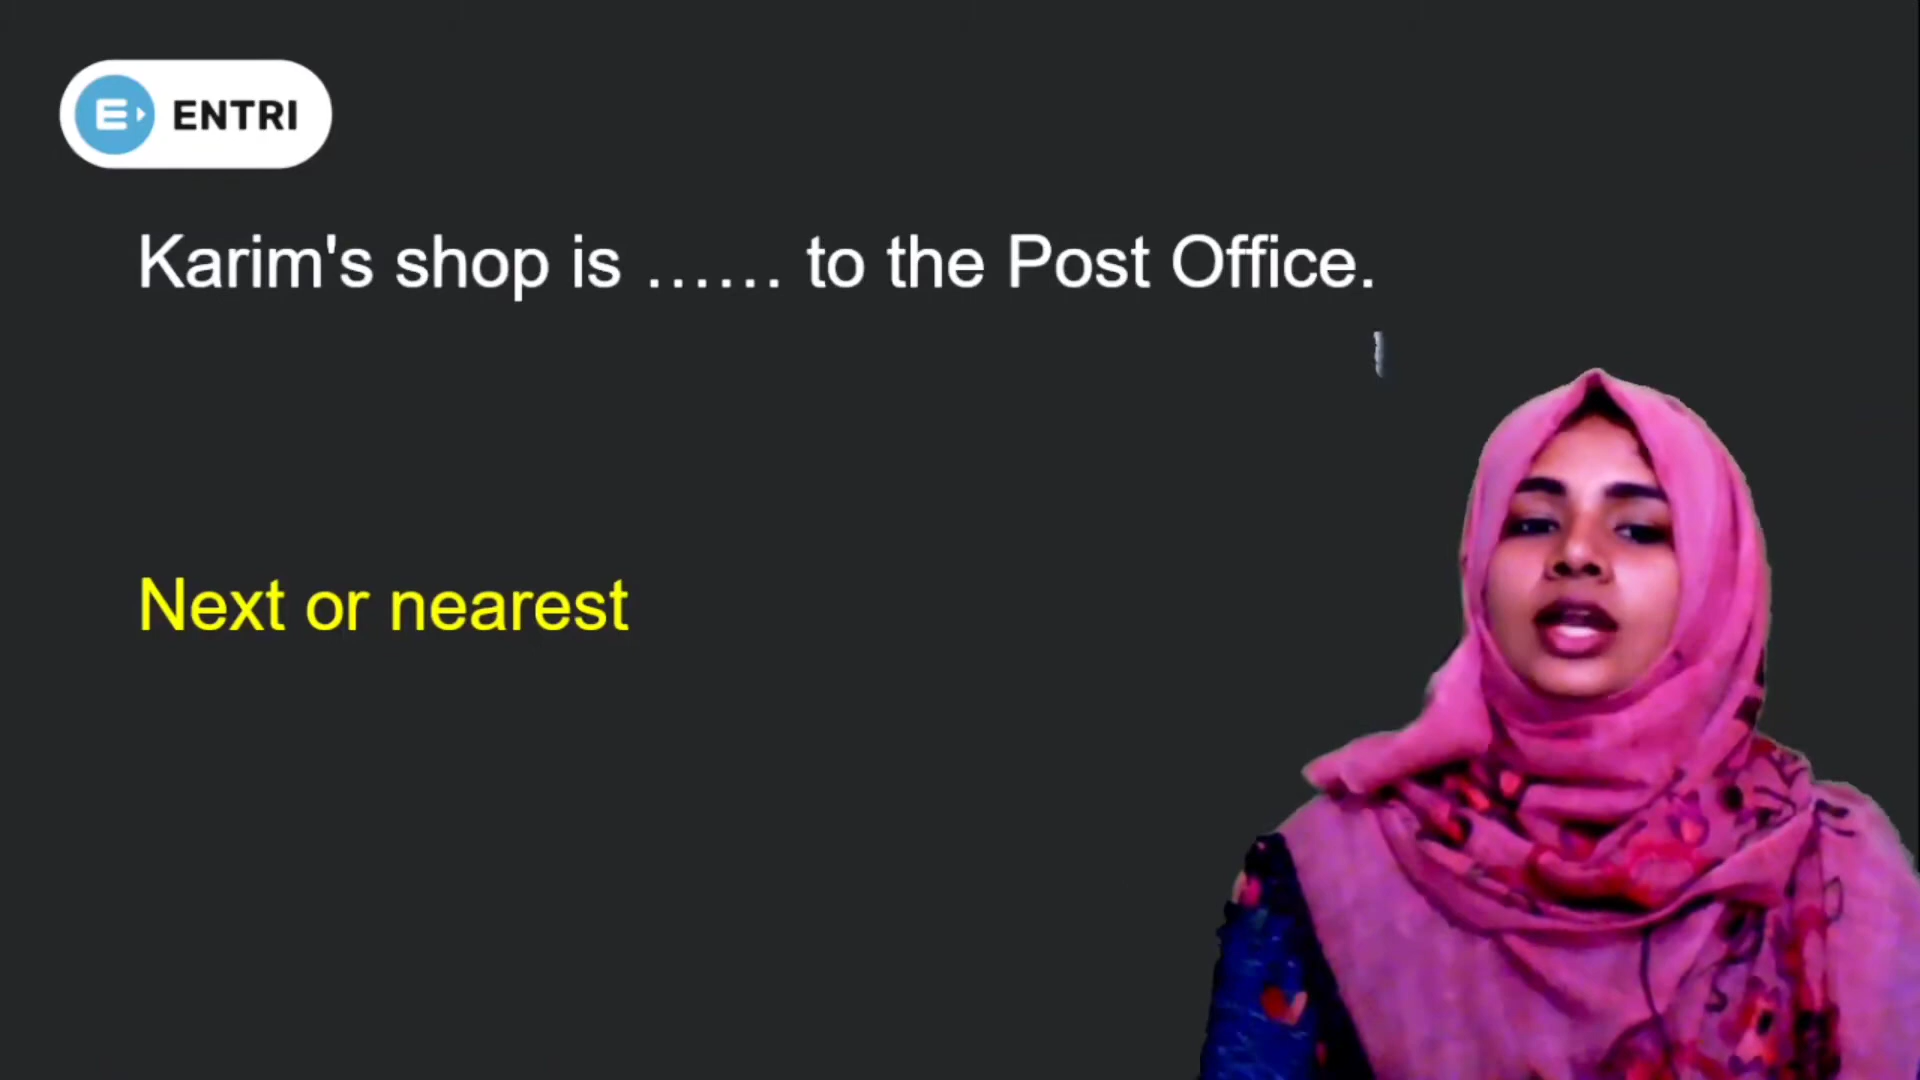 ENTRI
Karim's shop is ...... to the Post Office.
Next or nearest